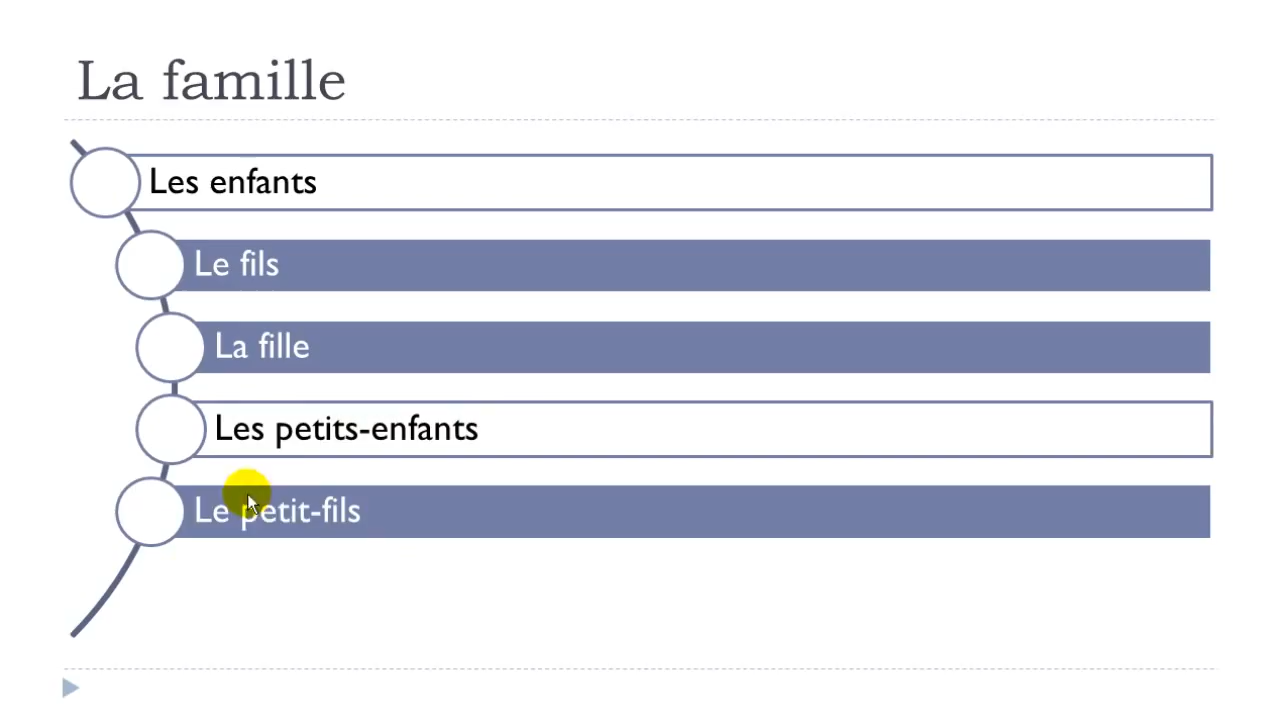 La famille
Les enfants
Le fils
La fille
Les petits-enfants
Le petit-fils